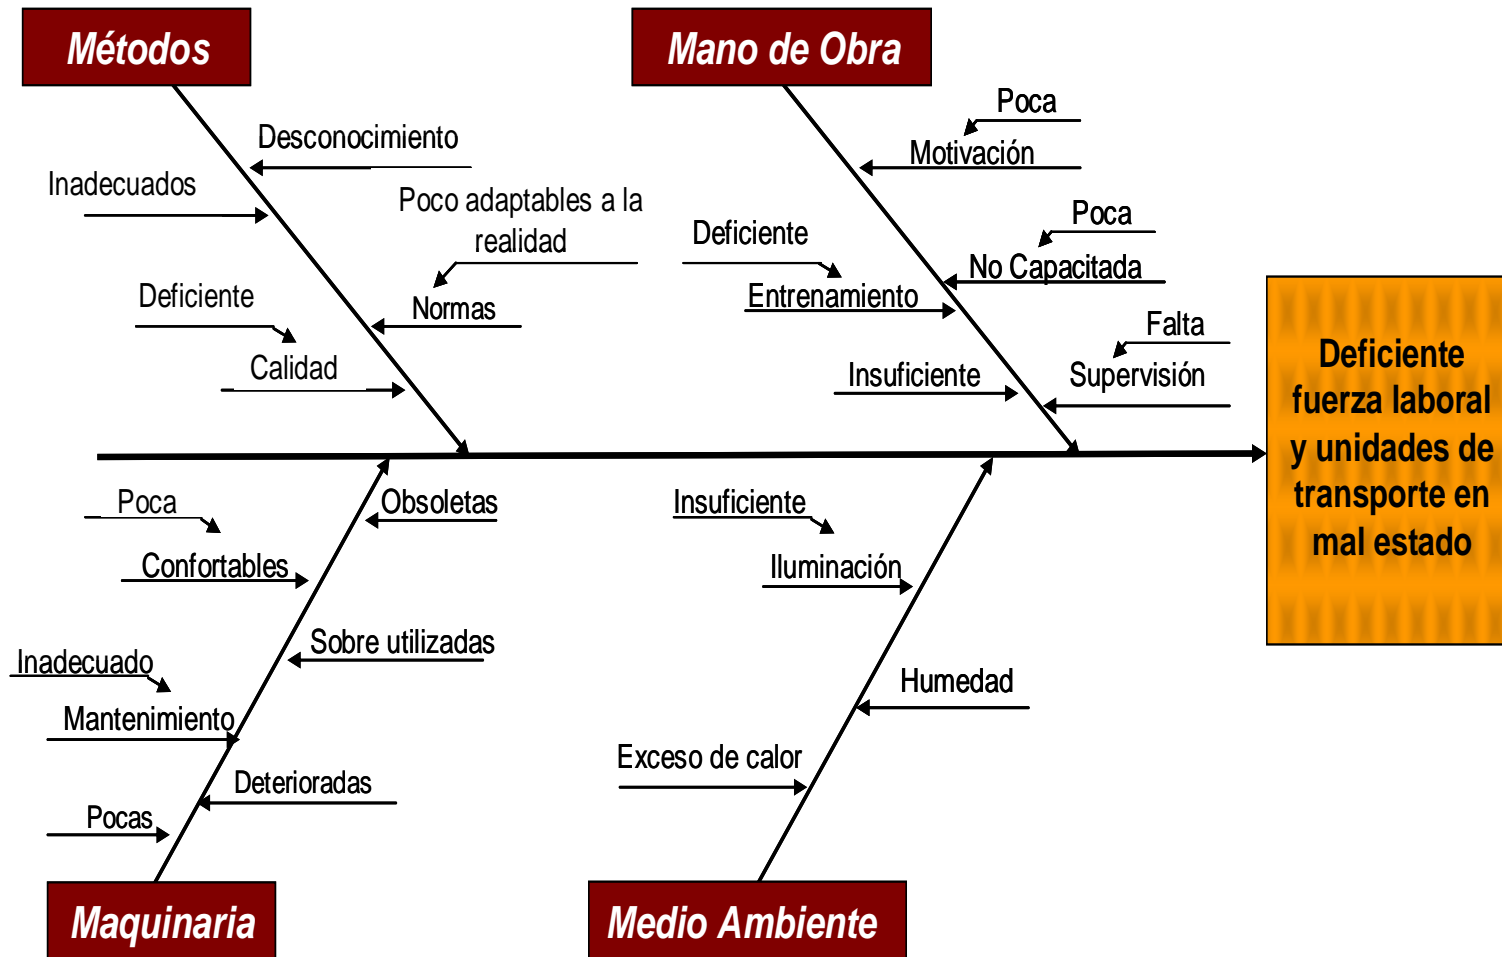 Métodos
Desconocimiento
Inadecuados
Poco adaptables a la
realidad
Normas
Deficiente
Calidad
Mano de Obra
Poca
Motivación
Poca
No Capacitada
Deficiente
Entrenamiento
Falta
Supervisión
Insuficiente
Deficiente
fuerza laboral
y unidades de
transporte en
mal estado
Poca
Confortables
Obsoletas
Sobre utilizadas
Inadecuado
Mantenimiento
Deterioradas
Pocas
Maquinaria
Insuficiente
Iluminación
Humedad
Exceso de calor
Medio Ambiente